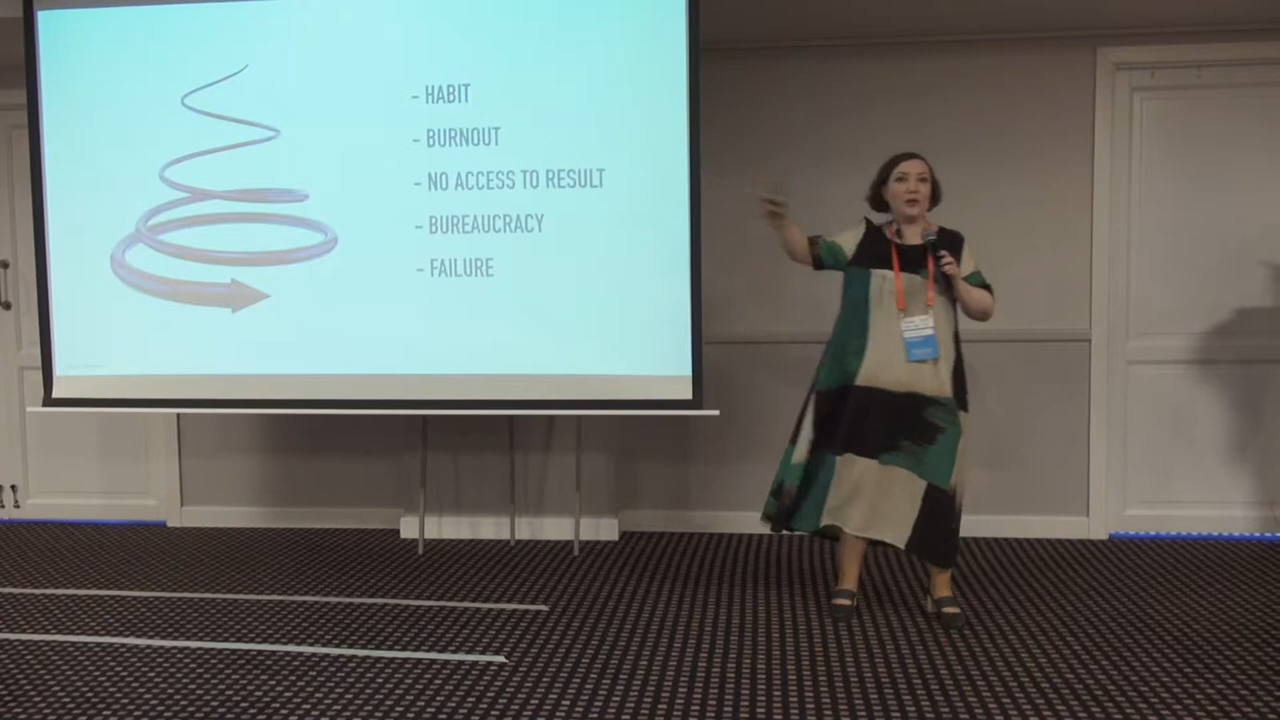 - HABIT
- BURNOUT
- NO ACCESS TO RESULT
- BUREAUCRACY
- FAILURE